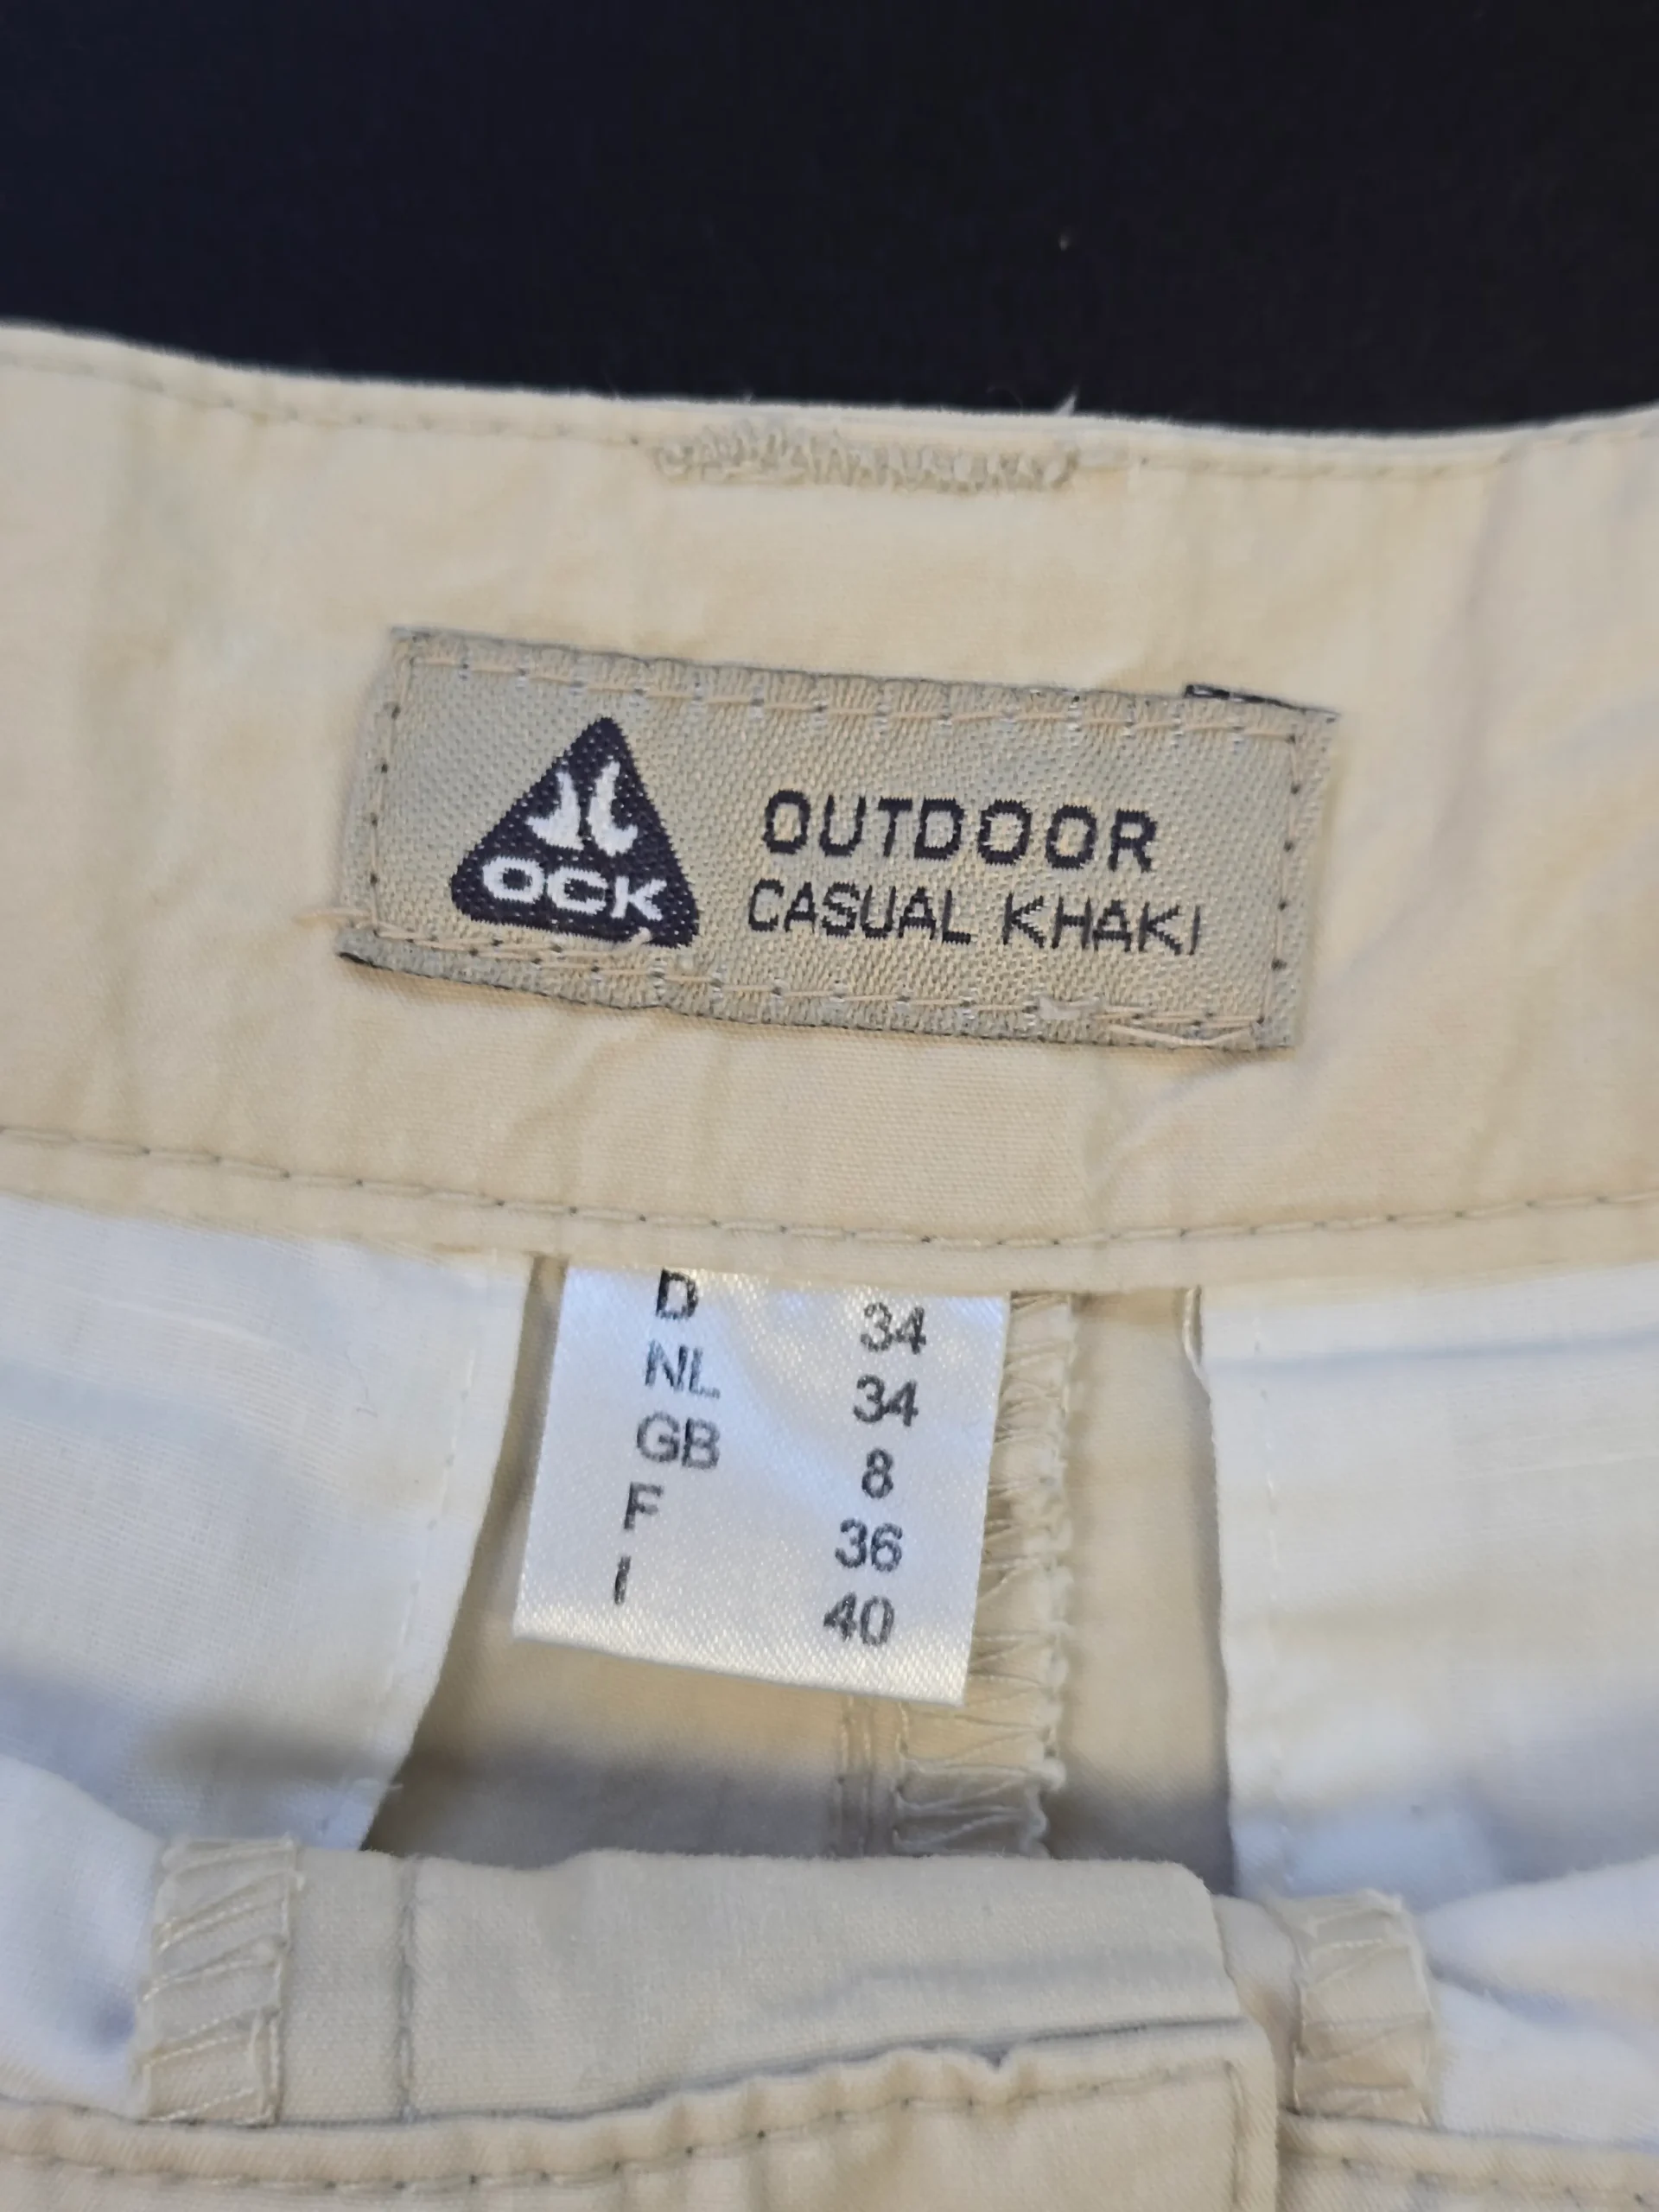 OCK
OUTDOOR
CASUAL KHAKI
D 34
NL 34
GB 8
F 36
I 40